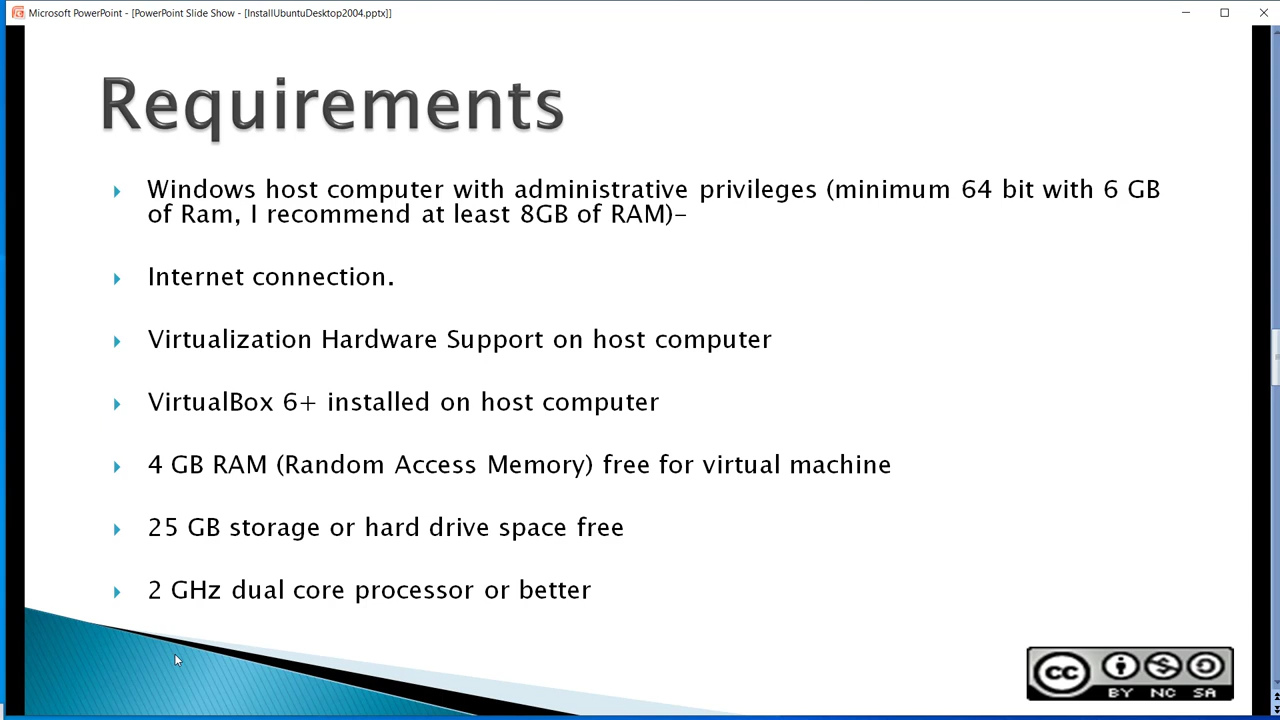 Microsoft PowerPoint - [PowerPoint Slide Show - [InstallUbuntuDesktop2004.pptx]]
Requirements
Windows host computer with administrative privileges (minimum 64 bit with 6 GB
of Ram, I recommend at least 8GB of RAM)-
Internet connection.
Virtualization Hardware Support on host computer
VirtualBox 6+ installed on host computer
4 GB RAM (Random Access Memory) free for virtual machine
25 GB storage or hard drive space free
2 GHz dual core processor or better
cc
BY NC SA